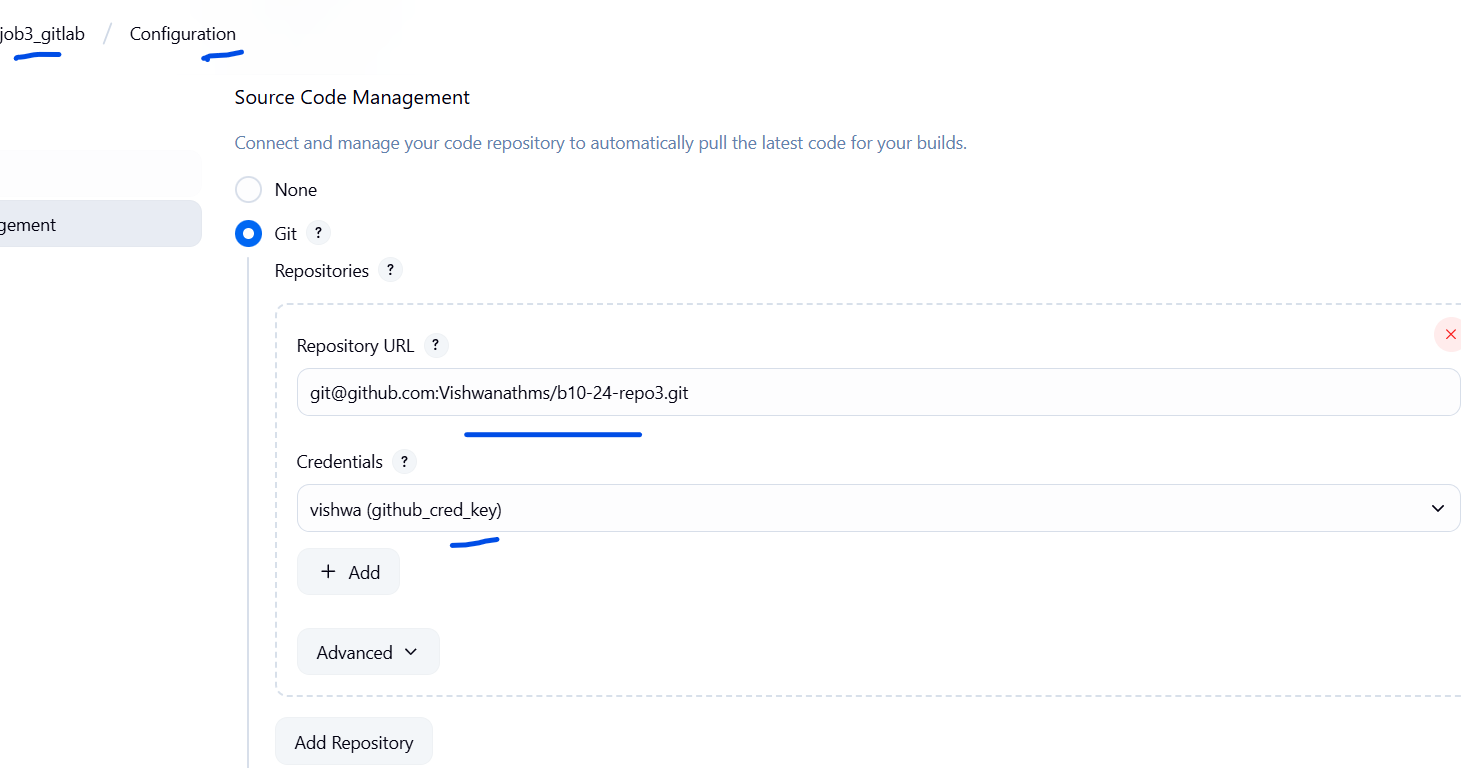 job3_gitlab / Configuration
Source Code Management
Connect and manage your code repository to automatically pull the latest code for your builds.
None
gement
Git ?
Repositories ?
Repository URL ?
git@github.com:Vishwanathms/b10-24-repo3.git
Credentials ?
vishwa (github_cred_key)
+ Add
Advanced
Add Repository